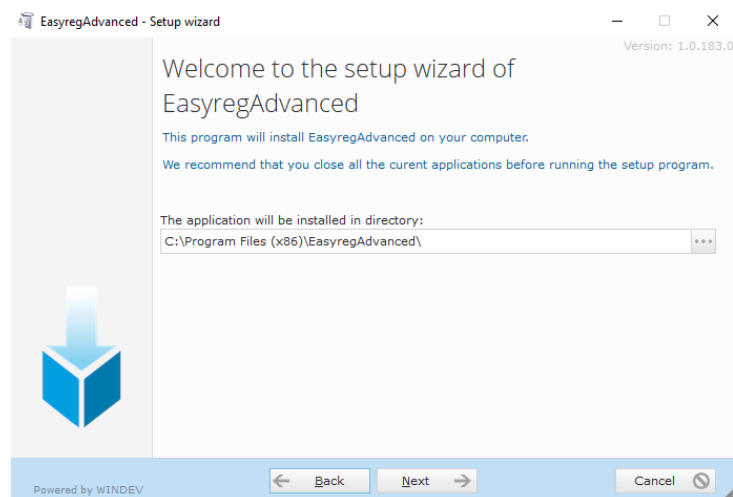 EasyregAdvanced - Setup wizard
Version: 1.0.183.0
Welcome to the setup wizard of
EasyregAdvanced
This program will install EasyregAdvanced on your computer.
We recommend that you close all the curent applications before running the setup program.
The application will be installed in directory:
C:\Program Files (x86)\EasyregAdvanced\
...
Back
Next
Cancel
Powered by WINDEV